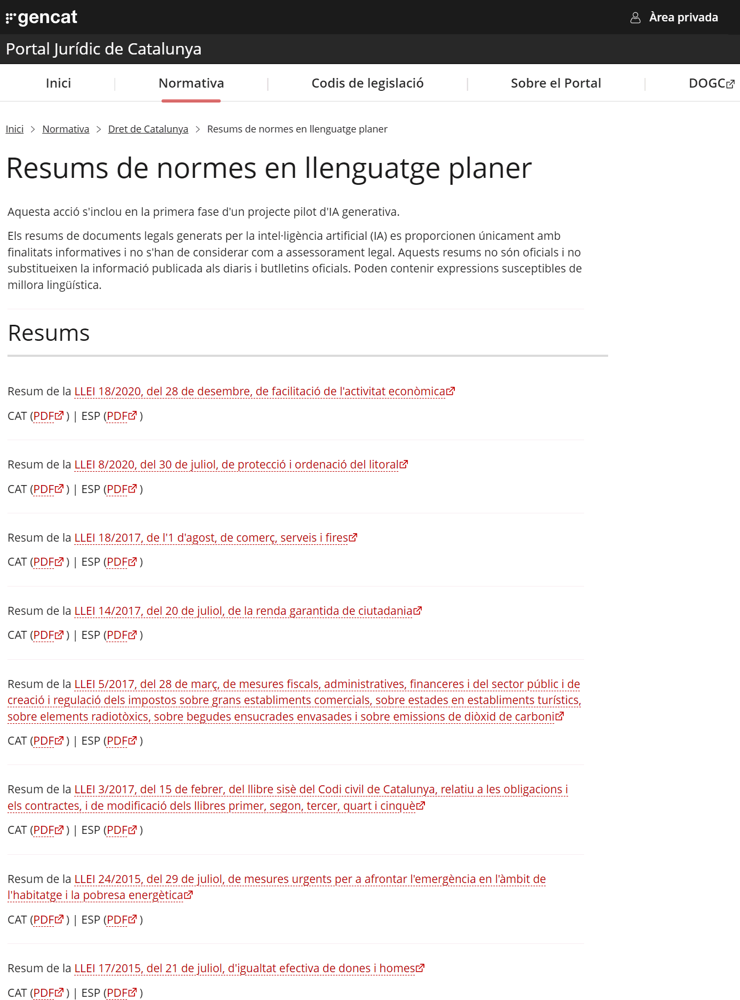 gencat
Àrea privada
Portal Jurídic de Catalunya
Inici
Normativa
Codis de legislació
Sobre el Portal
DOGC
Inici > Normativa > Dret de Catalunya > Resums de normes en llenguatge planer
Resums de normes en llenguatge planer
Aquesta acció s'inclou en la primera fase d'un projecte pilot d'IA generativa.
Els resums de documents legals generats per la intel·ligència artificial (IA) es proporcionen únicament amb
finalitats informatives i no s'han de considerar com a assessorament legal. Aquests resums no són oficials i no
substitueixen la informació publicada als diaris i butlletins oficials. Poden contenir expressions susceptibles de
millora lingüística.
Resums
Resum de la LLEI 18/2020, del 28 de desembre, de facilitació de l'activitat econòmica
CAT (PDF ) | ESP (PDF )
Resum de la LLEI 8/2020, del 30 de juliol, de protecció i ordenació del litoral
CAT (PDF ) | ESP (PDF )
Resum de la LLEI 18/2017, de l'1 d'agost, de comerç, serveis i fires
CAT (PDF ) | ESP (PDF )
Resum de la LLEI 14/2017, del 20 de juliol, de la renda garantida de ciutadania
CAT (PDF ) | ESP (PDF )
Resum de la LLEI 5/2017, del 28 de març, de mesures fiscals, administratives, financeres i del sector públic i de
creació i regulació dels impostos sobre grans establiments comercials, sobre estades en establiments turístics,
sobre elements radiotòxics, sobre begudes ensucrades envasades i sobre emissions de diòxid de carboni
CAT (PDF ) | ESP (PDF )
Resum de la LLEI 3/2017, del 15 de febrer, del llibre sisè del Codi civil de Catalunya, relatiu a les obligacions i
els contractes, i de modificació dels llibres primer, segon, tercer, quart i cinquè
CAT (PDF ) | ESP (PDF )
Resum de la LLEI 24/2015, del 29 de juliol, de mesures urgents per a afrontar l'emergència en l'àmbit de
l'habitatge i la pobresa energètica
CAT (PDF ) | ESP (PDF )
Resum de la LLEI 17/2015, del 21 de juliol, d'igualtat efectiva de dones i homes
CAT (PDF ) | ESP (PDF )